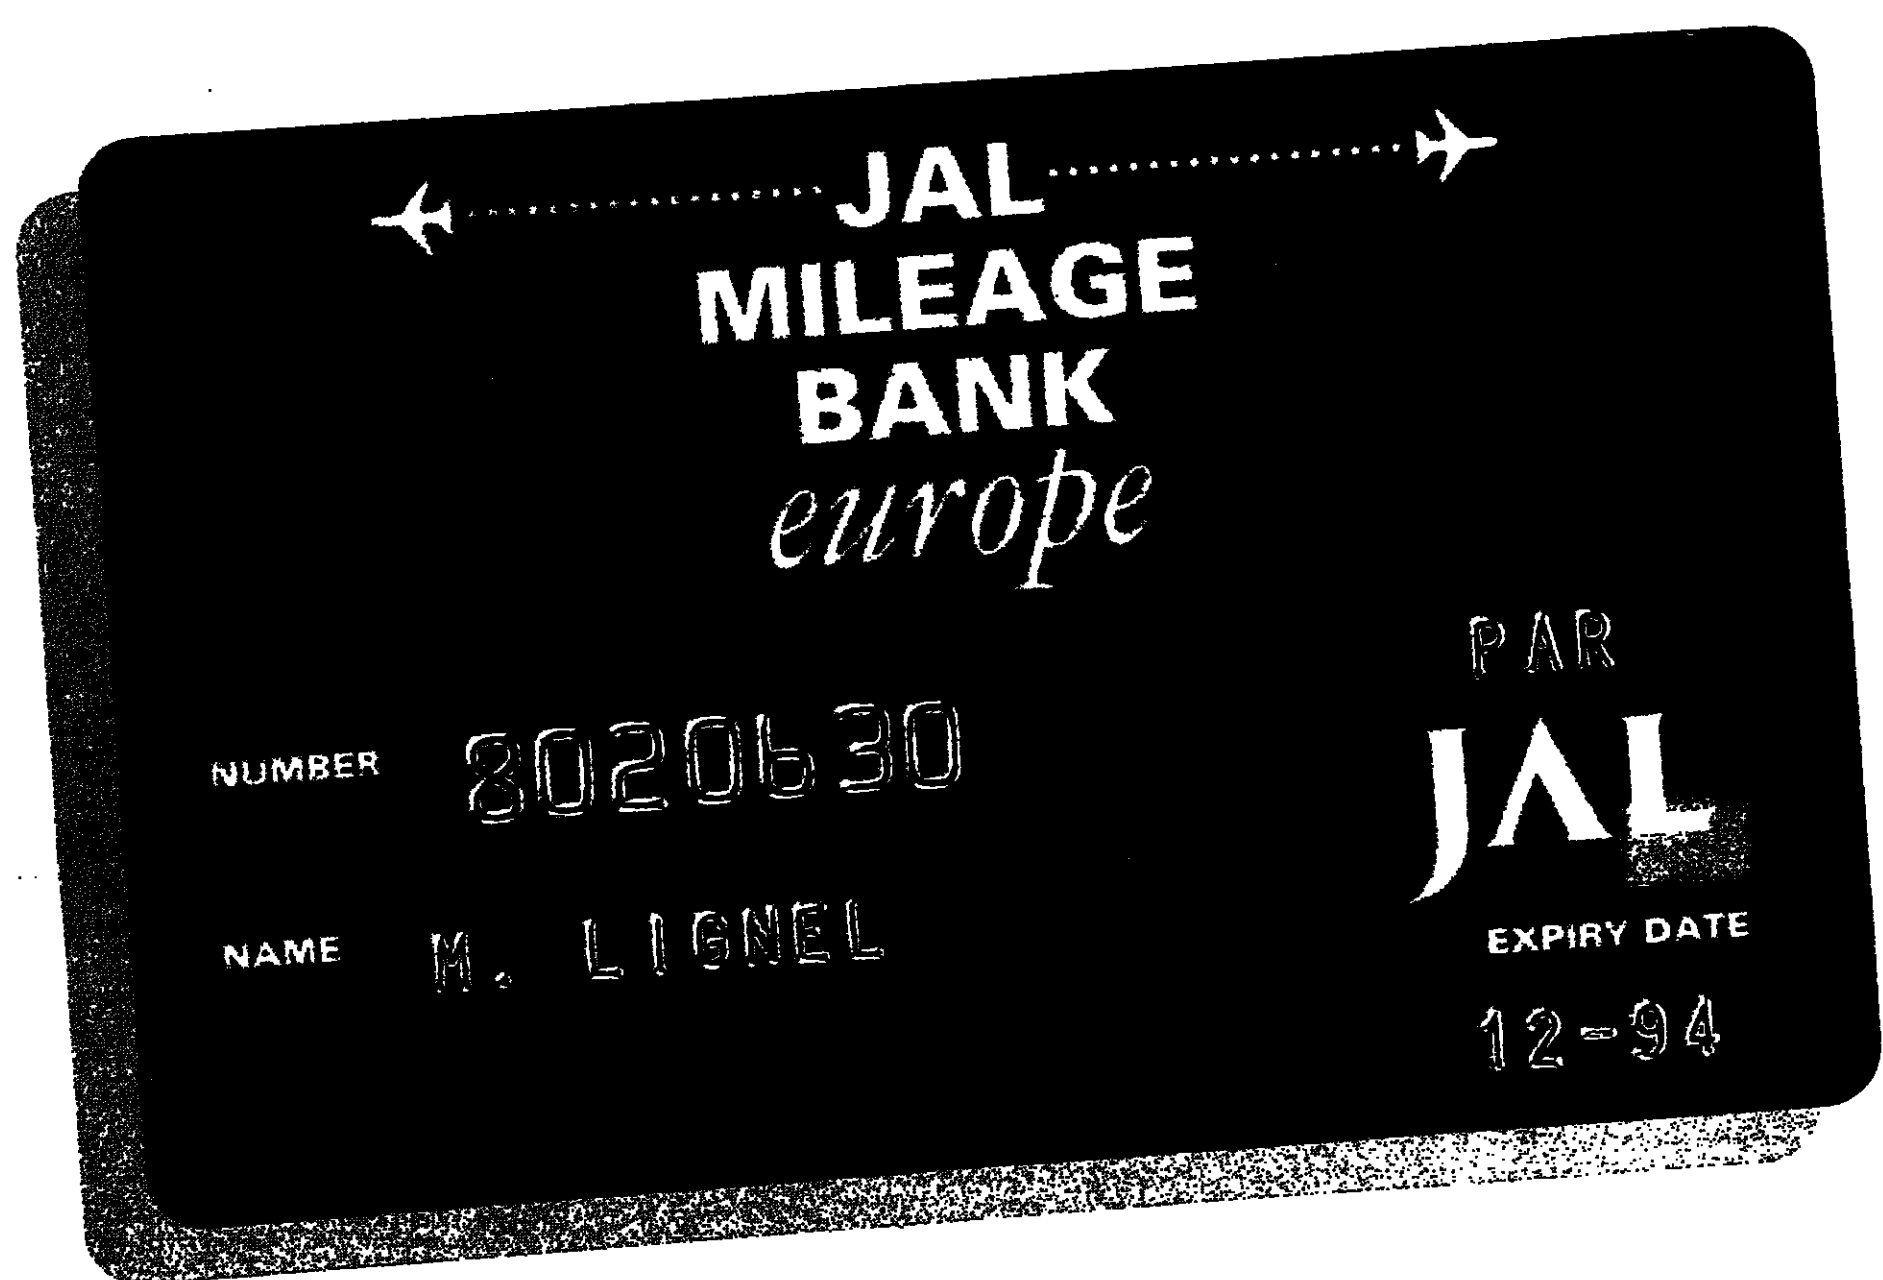 JAL
MILEAGE
BANK
europe
PAR
NUMBER 8020630
JAL
NAME M. LIGNEL
EXPIRY DATE
12-94